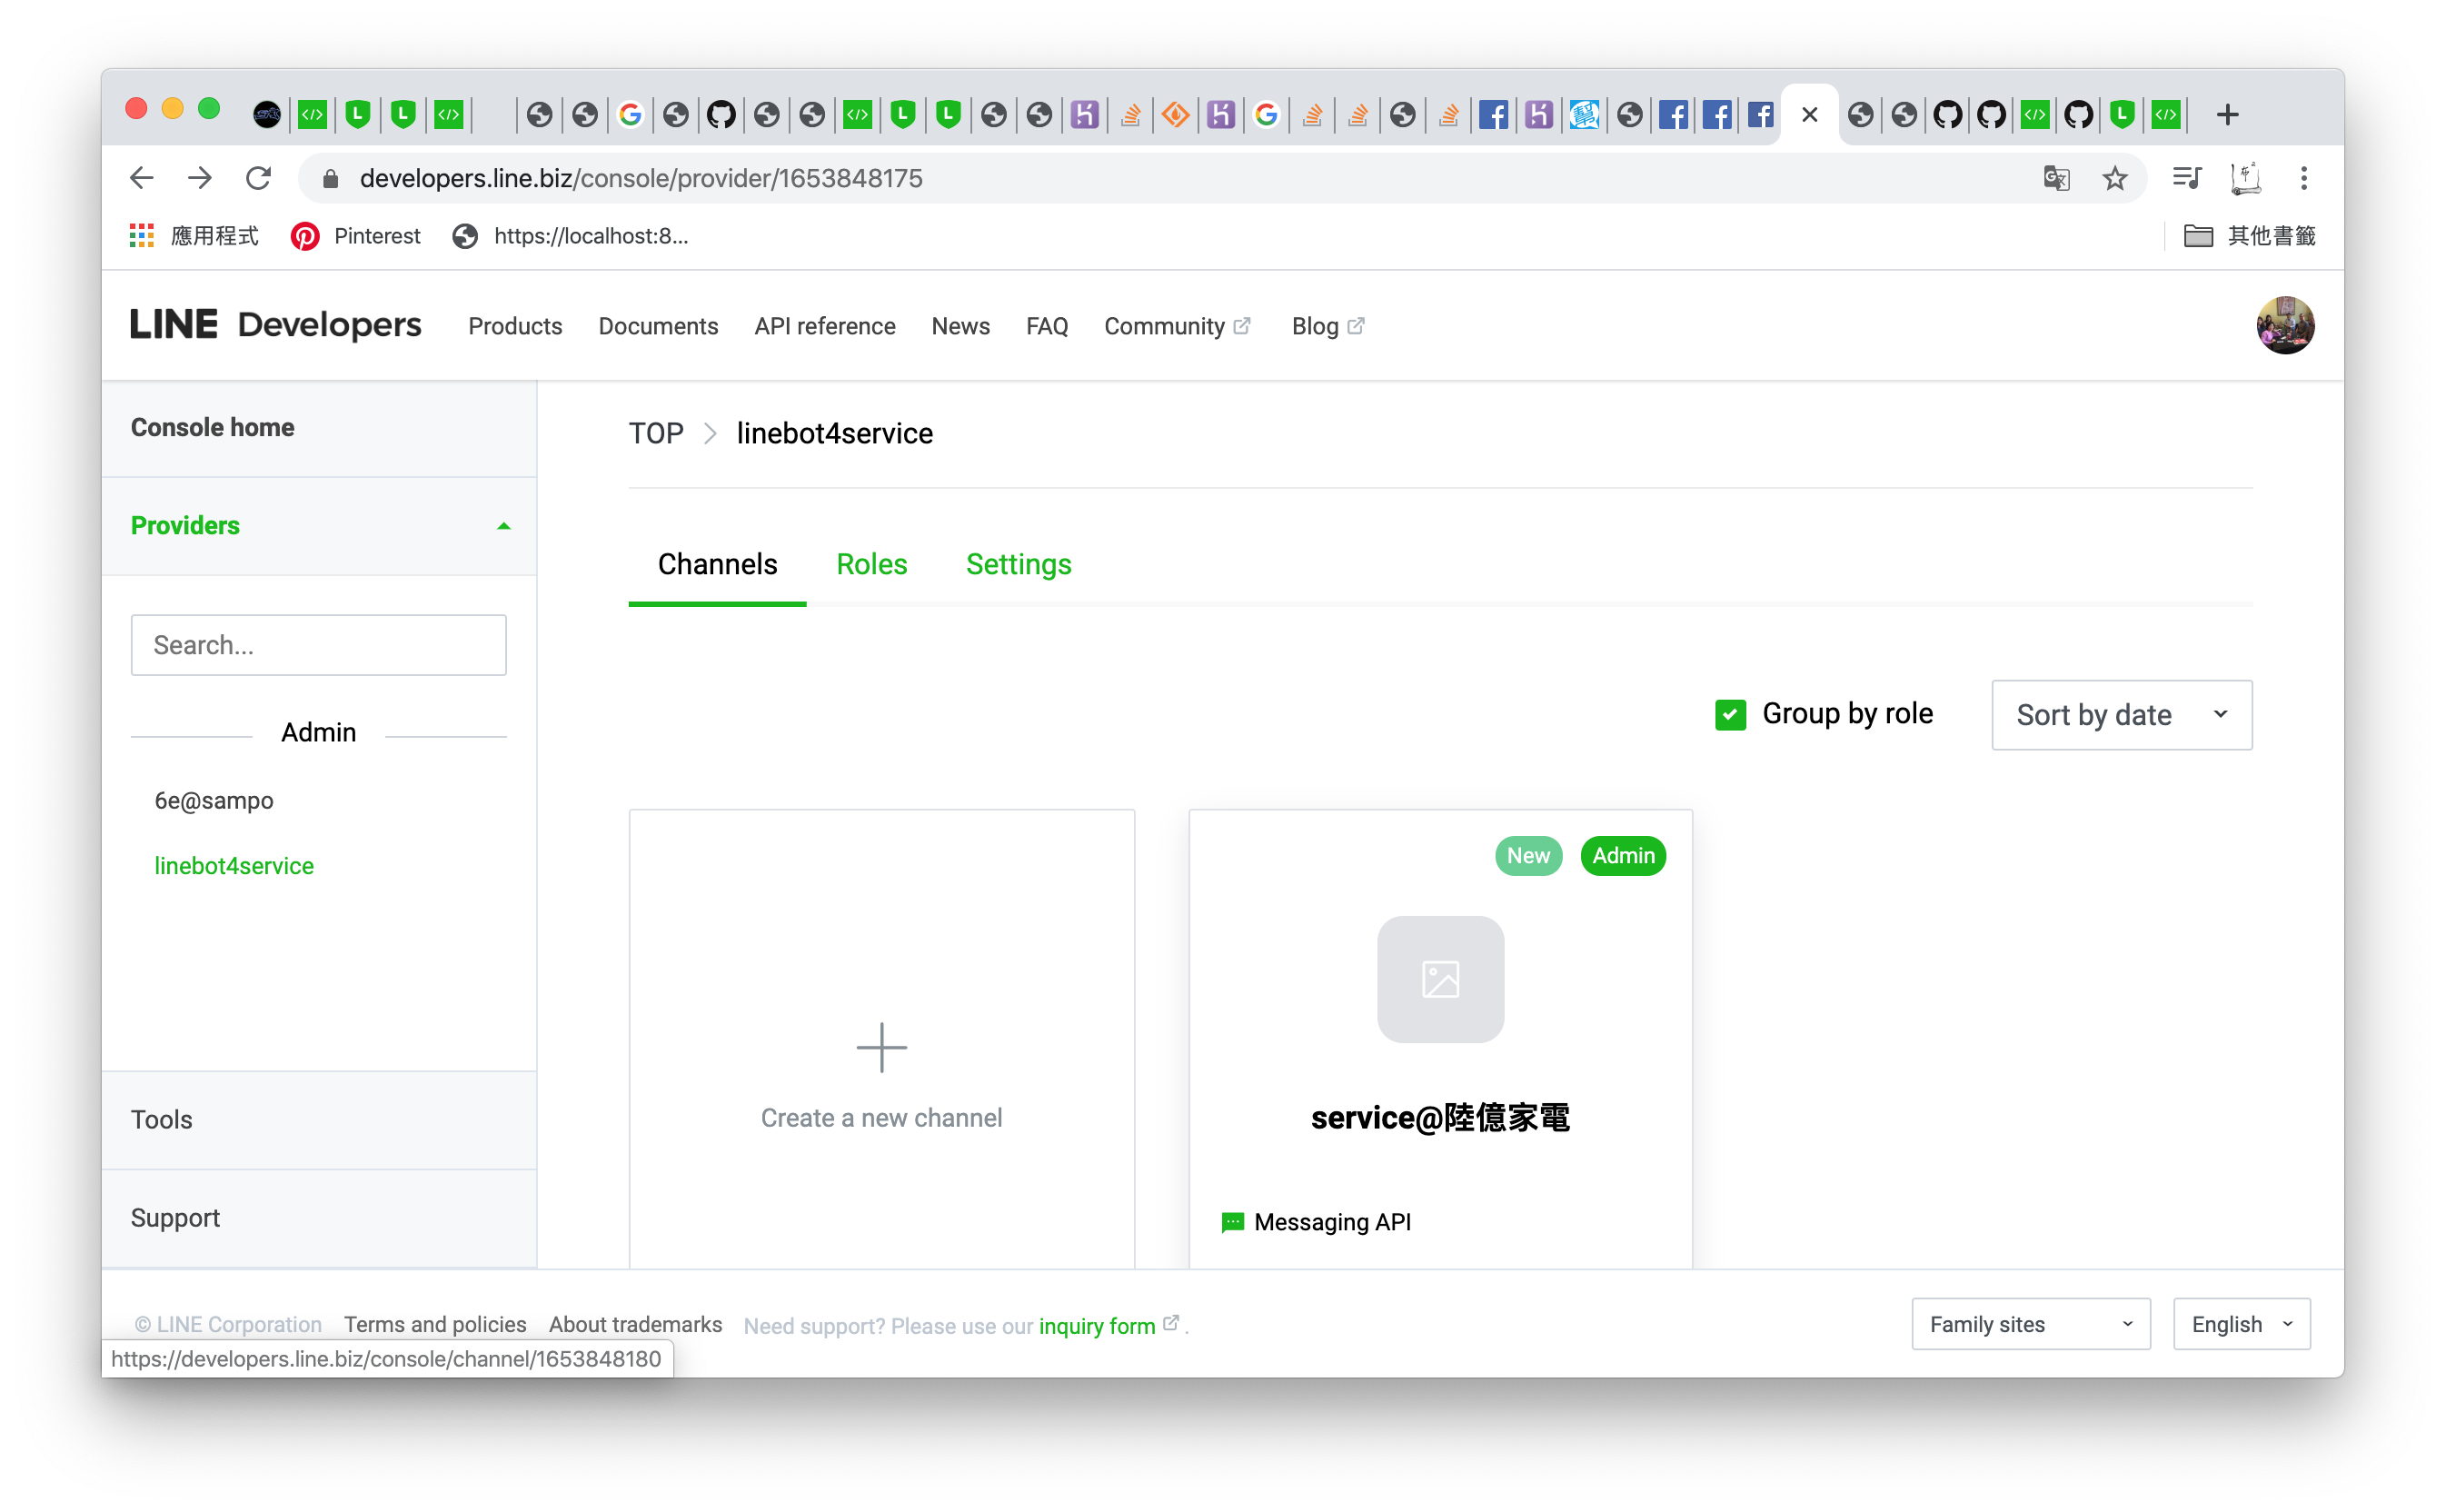 developers.line.biz/console/provider/1653848175
應用程式 Pinterest https://localhost:8... 其他書籤
LINE Developers Products Documents API reference News FAQ Community Blog
Console home
Providers
Search...
Admin
6e@sampo
linebot4service
Tools
Support
TOP linebot4service
Channels Roles Settings
Group by role Sort by date
Create a new channel
New Admin
service@陸億家電
Messaging API
© LINE Corporation Terms and policies About trademarks Need support? Please use our inquiry form . Family sites English
https://developers.line.biz/console/channel/1653848180